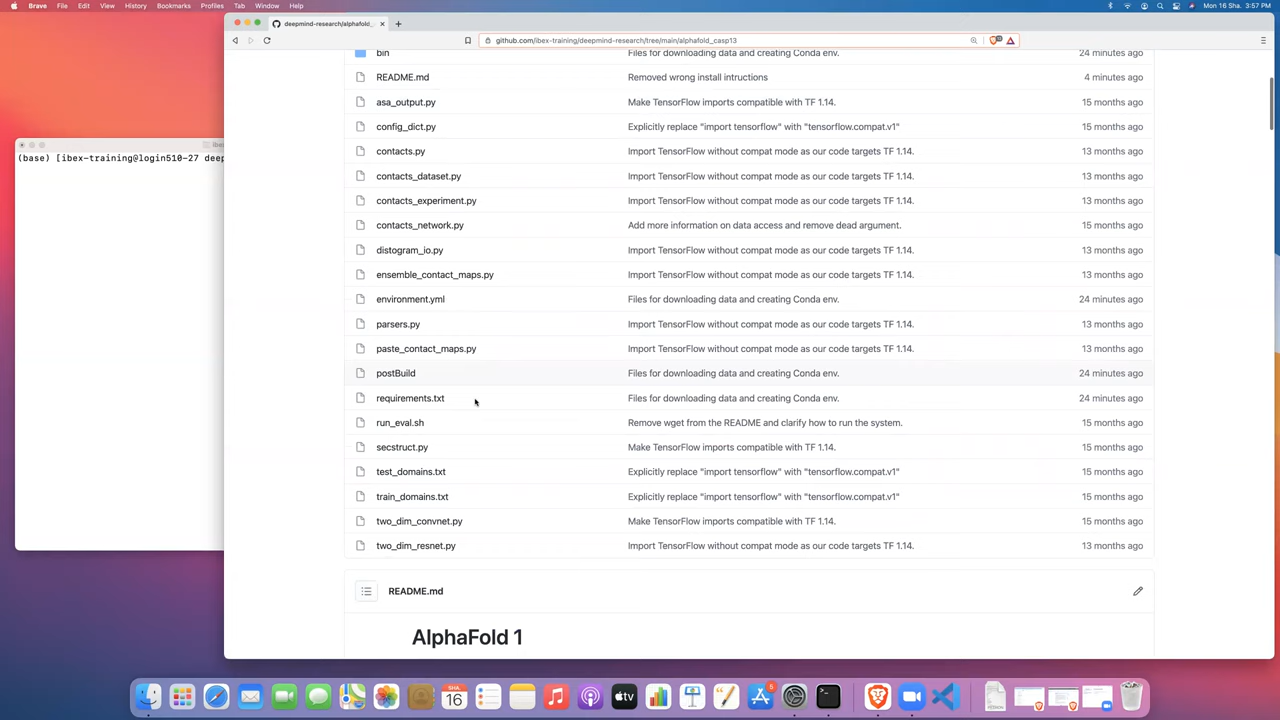 Brave File Edit View History Bookmarks Profiles Tab Window Help Mon 16 Sha. 3:57 PM
deepmind-research/alphafold_
github.com/ibex-training/deepmind-research/tree/main/alphafold_casp13
bin Files for downloading data and creating Conda env. 24 minutes ago
README.md Removed wrong install intructions 4 minutes ago
asa_output.py Make TensorFlow imports compatible with TF 1.14. 15 months ago
config_dict.py Explicitly replace "import tensorflow" with "tensorflow.compat.v1" 15 months ago
contacts.py Import TensorFlow without compat mode as our code targets TF 1.14. 13 months ago
(base) [ibex-training@login510-27 deep
contacts_dataset.py Import TensorFlow without compat mode as our code targets TF 1.14. 13 months ago
contacts_experiment.py Import TensorFlow without compat mode as our code targets TF 1.14. 13 months ago
contacts_network.py Add more information on data access and remove dead argument. 15 months ago
distogram_io.py Import TensorFlow without compat mode as our code targets TF 1.14. 13 months ago
ensemble_contact_maps.py Import TensorFlow without compat mode as our code targets TF 1.14. 13 months ago
environment.yml Files for downloading data and creating Conda env. 24 minutes ago
parsers.py Import TensorFlow without compat mode as our code targets TF 1.14. 13 months ago
paste_contact_maps.py Import TensorFlow without compat mode as our code targets TF 1.14. 13 months ago
postBuild Files for downloading data and creating Conda env. 24 minutes ago
requirements.txt Files for downloading data and creating Conda env. 24 minutes ago
run_eval.sh Remove wget from the README and clarify how to run the system. 15 months ago
secstruct.py Make TensorFlow imports compatible with TF 1.14. 15 months ago
test_domains.txt Explicitly replace "import tensorflow" with "tensorflow.compat.v1" 15 months ago
train_domains.txt Explicitly replace "import tensorflow" with "tensorflow.compat.v1" 15 months ago
two_dim_convnet.py Make TensorFlow imports compatible with TF 1.14. 15 months ago
two_dim_resnet.py Import TensorFlow without compat mode as our code targets TF 1.14. 13 months ago
README.md
AlphaFold 1
SHA.
16
tv
5